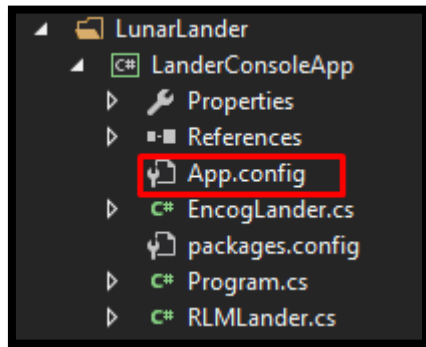 LunarLander
C# LanderConsoleApp
Properties
References
App.config
C# EncogLander.cs
packages.config
C# Program.cs
C# RLMLander.cs